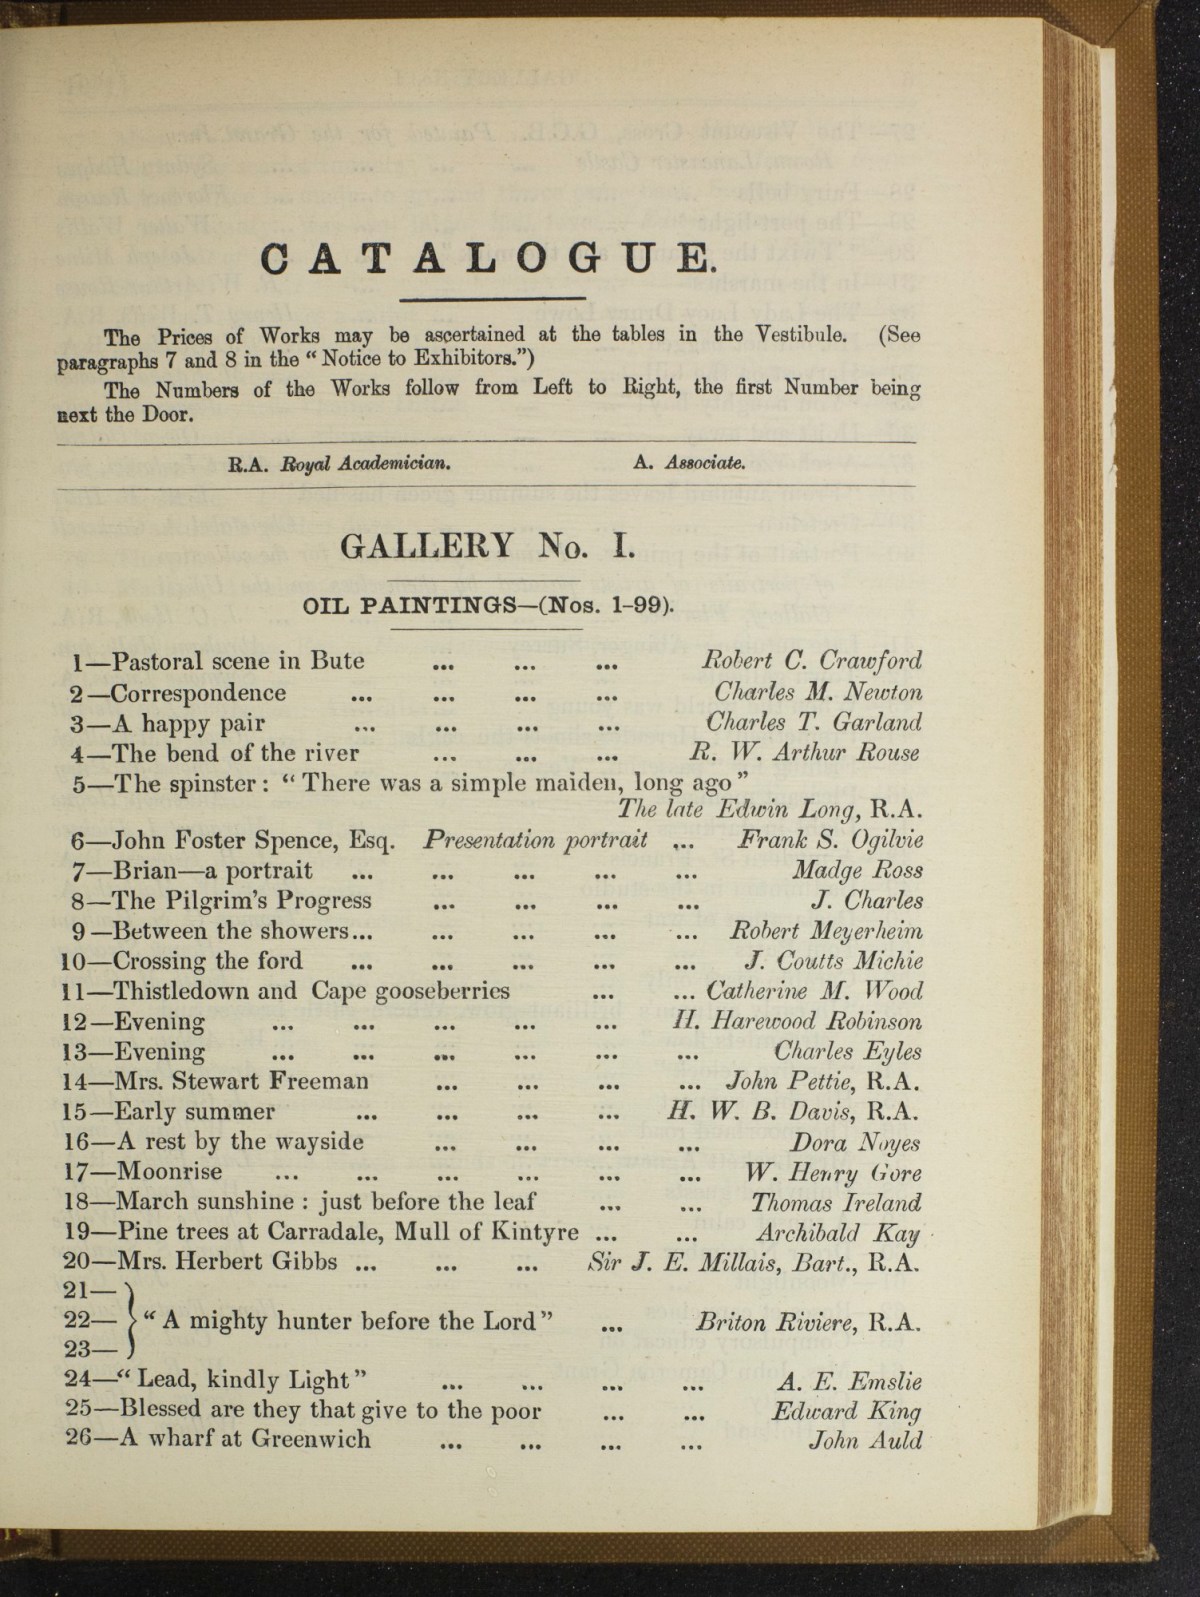 CATALOGUE.
The Prices of Works may be ascertained at the tables in the Vestibule. (See
paragraphs 7 and 8 in the “Notice to Exhibitors.”)
The Numbers of the Works follow from Left to Right, the first Number being
next the Door.
R.A. Royal Academician. A. Associate.
GALLERY No. I.
OIL PAINTINGS—(Nos. 1-99).
1—Pastoral scene in Bute ... ... ... Robert C. Crawford
2—Correspondence ... ... ... ... Charles M. Newton
3—A happy pair ... ... ... ... Charles T. Garland
4—The bend of the river ... ... ... R. W. Arthur Rouse
5—The spinster: “There was a simple maiden, long ago”
The late Edwin Long, R.A.
6—John Foster Spence, Esq. Presentation portrait ... Frank S. Ogilvie
7—Brian—a portrait ... ... ... ... ... Madge Ross
8—The Pilgrim's Progress ... ... ... ... J. Charles
9—Between the showers... ... ... ... ... Robert Meyerheim
10—Crossing the ford ... ... ... ... ... J. Coutts Michie
11—Thistledown and Cape gooseberries ... ... Catherine M. Wood
12—Evening ... ... ... ... ... H. Harewood Robinson
13—Evening ... ... ... ... ... ... Charles Eyles
14—Mrs. Stewart Freeman ... ... ... ... John Pettie, R.A.
15—Early summer ... ... ... ... H. W. B. Davis, R.A.
16—A rest by the wayside ... ... ... ... Dora Noyes
17—Moonrise ... ... ... ... ... ... W. Henry Gore
18—March sunshine: just before the leaf ... ... Thomas Ireland
19—Pine trees at Carradale, Mull of Kintyre ... ... Archibald Kay
20—Mrs. Herbert Gibbs ... ... ... Sir J. E. Millais, Bart., R.A.
21—
22— “A mighty hunter before the Lord” ... Briton Riviere, R.A.
23—
24—“Lead, kindly Light” ... ... ... ... A. E. Emslie
25—Blessed are they that give to the poor ... ... Edward King
26—A wharf at Greenwich ... ... ... ... John Auld